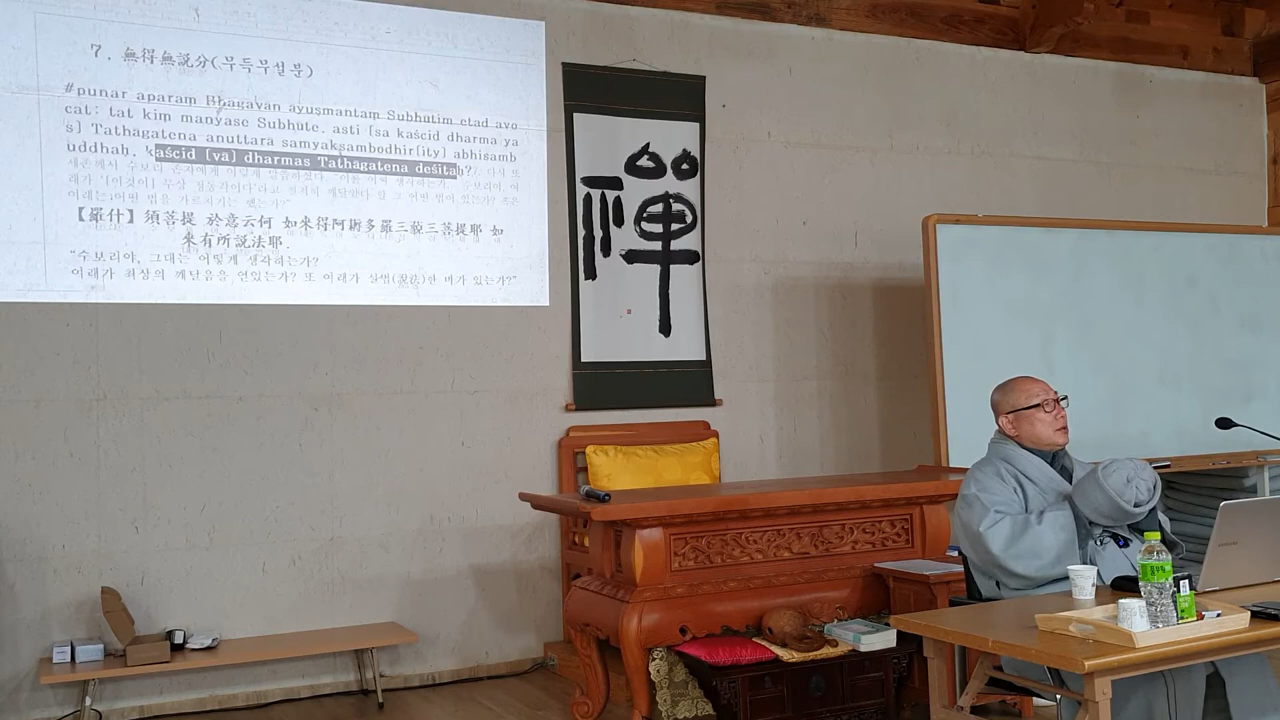 7. 無得無說分(무득무설분)
#punar aparaṃ Bhagavān āyuṣmantaṃ Subhūtim etad avo
cat: tat kiṃ manyase Subhūte, asti [sa kaścid dharma ya
ś] Tathāgatena anuttarā samyaksambodhir[ity] abhisamb
uddhaḥ, kaścid [vā] dharmas Tathāgatena deśitaḥ?
【羅什】須菩提 於意云何 如來得阿耨多羅三藐三菩提耶 如
來有所說法耶.
"수보리야, 그대는 어떻게 생각하는가?
여래가 최상의 깨달음을 얻었는가? 또 여래가 설법(說法)한 바가 있는가?"
禪
SAMSUNG